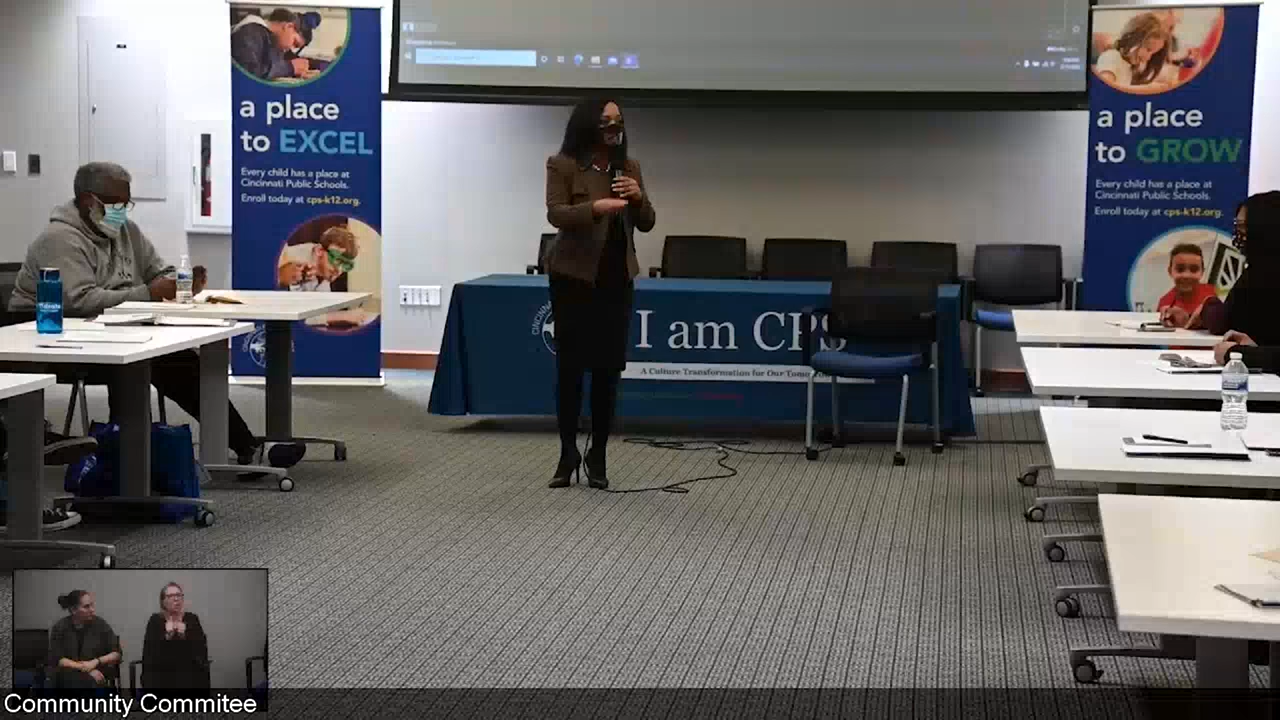 a place
to EXCEL
Every child has a place at
Cincinnati Public Schools.
Enroll today at cps-k12.org.
a place
to GROW
Every child has a place at
Cincinnati Public Schools.
Enroll today at cps-k12.org.
I am CPS
A Culture Transformation for Our Tomo
Community Commitee